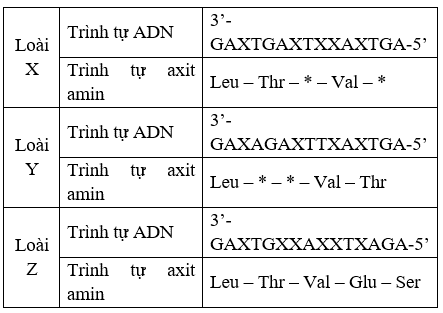 Loài X
Trình tự ADN
3’-
GAXTGAXTXXAXTGA-5’
Trình tự axit amin
Leu – Thr – * – Val – *
Loài Y
Trình tự ADN
3’-
GAXAGAXTTXAXTGA-5’
Trình tự axit amin
Leu – * – * – Val – Thr
Loài Z
Trình tự ADN
3’-
GAXTGXXAXXTXAGA-5’
Trình tự axit amin
Leu – Thr – Val – Glu – Ser